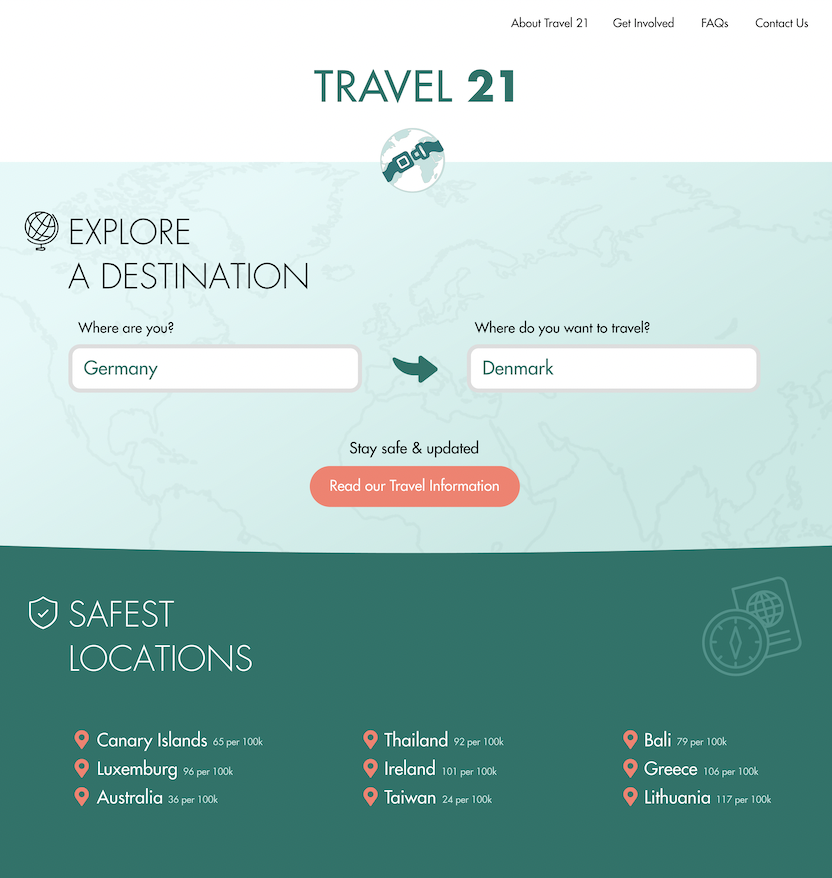 About Travel 21 Get Involved FAQs Contact Us
TRAVEL 21
EXPLORE
A DESTINATION
Where are you? Where do you want to travel?
Germany Denmark
Stay safe & updated
Read our Travel Information
SAFEST
LOCATIONS
Canary Islands 65 per 100k Thailand 92 per 100k Bali 79 per 100k
Luxemburg 96 per 100k Ireland 101 per 100k Greece 106 per 100k
Australia 36 per 100k Taiwan 24 per 100k Lithuania 117 per 100k